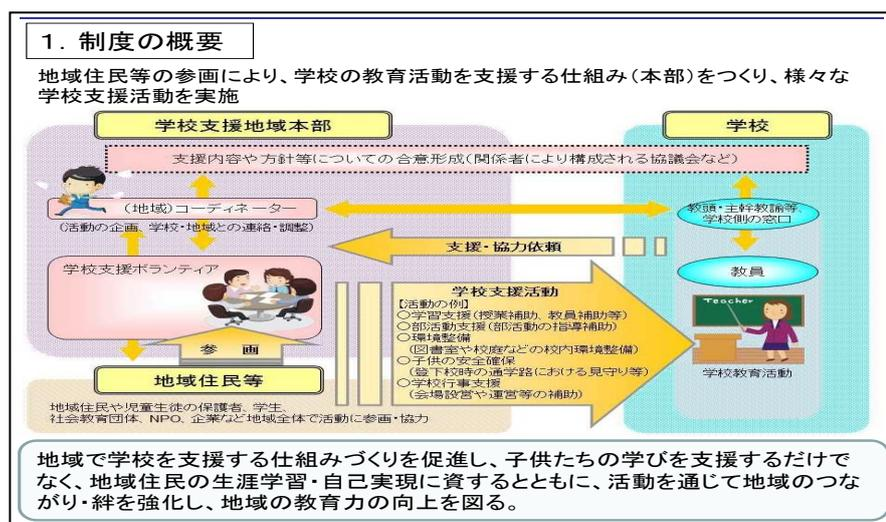 1. 制度の概要
地域住民等の参画により、学校の教育活動を支援する仕組み(本部)をつくり、様々な
学校支援活動を実施
学校支援地域本部
学校
支援内容や方針等についての合意形成(関係者により構成される協議会など)
(地域)コーディネーター
(活動の企画、学校・地域との連絡・調整)
教頭・主幹教諭等、
学校側の窓口
支援・協力依頼
学校支援ボランティア
教員
学校支援活動
【活動の例】
○学習支援(授業補助、教員補助等)
○部活動支援(部活動の指導補助)
○環境整備
(図書室や校庭などの校内環境整備)
○子供の安全確保
(登下校時の通学路における見守り等)
○学校行事支援
(会場設営や運営等の補助)
Teacher
学校教育活動
参 画
地域住民等
地域住民や児童生徒の保護者、学生、
社会教育団体、NPO、企業など地域全体で活動に参画・協力
地域で学校を支援する仕組みづくりを促進し、子供たちの学びを支援するだけで
なく、地域住民の生涯学習・自己実現に資するとともに、活動を通じて地域のつな
がり・絆を強化し、地域の教育力の向上を図る。